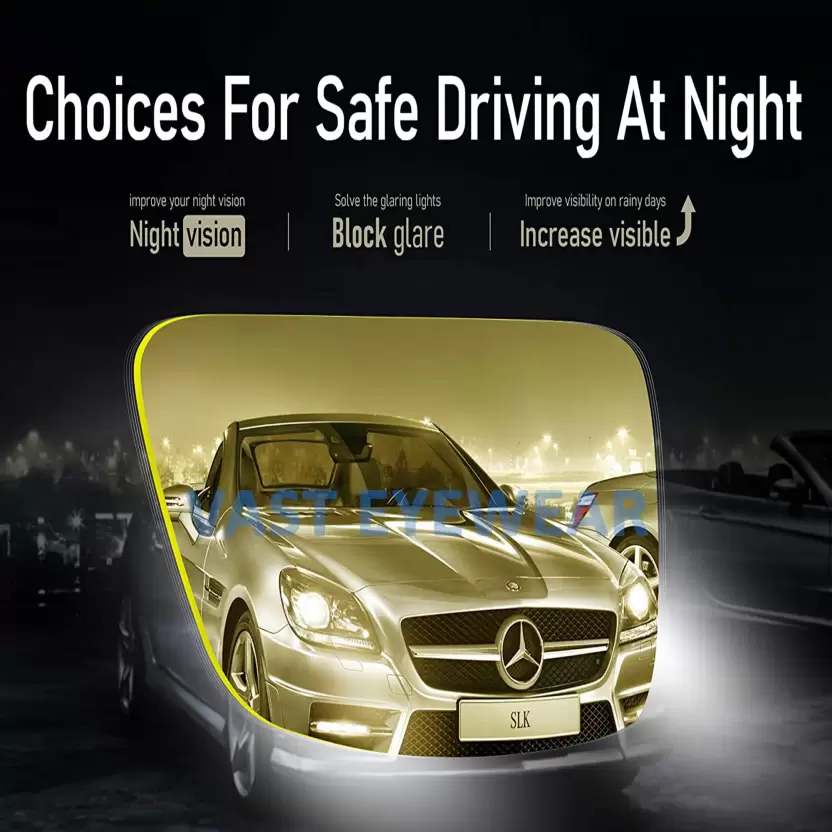 Choices For Safe Driving At Night
improve your night vision
Night vision
Solve the glaring lights
Block glare
Improve visibility on rainy days
Increase visible
VAST EYEWEAR
SLK